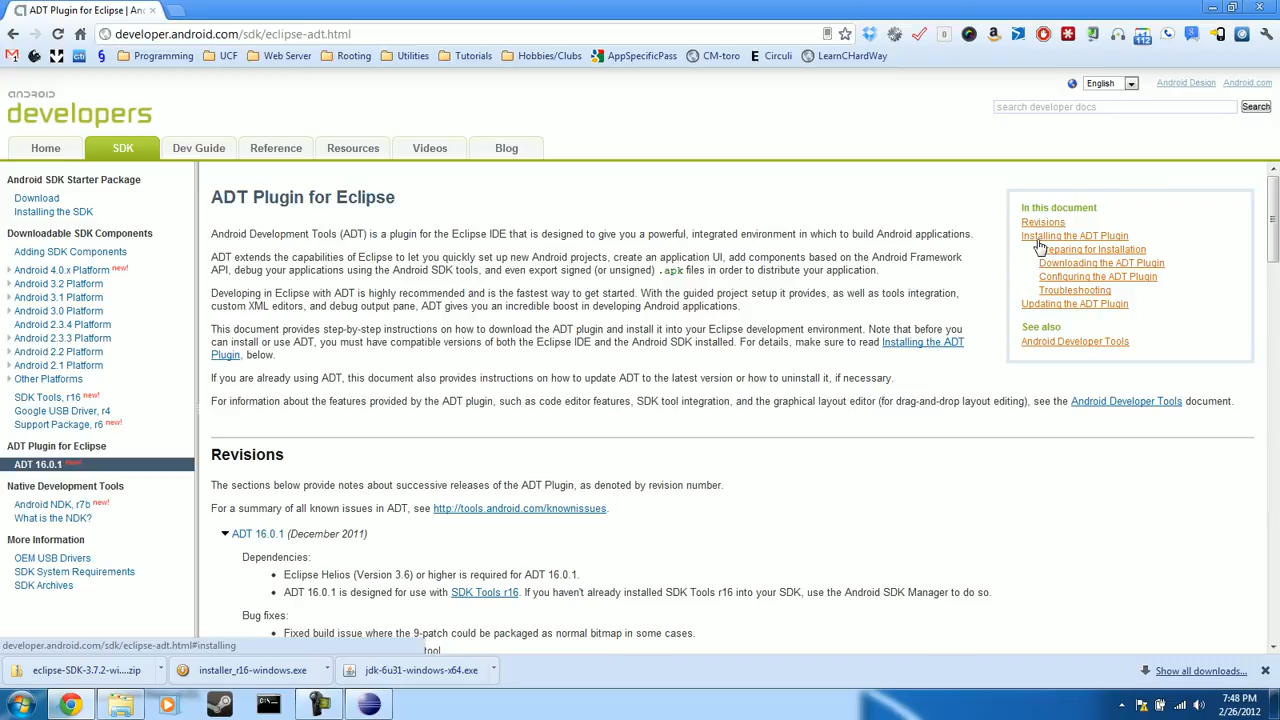 ADT Plugin for Eclipse | An
developer.android.com/sdk/eclipse-adt.html
Programming UCF Web Server Rooting Utilities Tutorials Hobbies/Clubs AppSpecificPass CM-toro Circuli LearnCHardWay
English Android Design Android.com
ANDROID
developers
search developer docs Search
Home SDK Dev Guide Reference Resources Videos Blog
Android SDK Starter Package
Download
Installing the SDK
Downloadable SDK Components
Adding SDK Components
Android 4.0.x Platform new!
Android 3.2 Platform
Android 3.1 Platform
Android 3.0 Platform
Android 2.3.4 Platform
Android 2.3.3 Platform
Android 2.2 Platform
Android 2.1 Platform
Other Platforms
SDK Tools, r16 new!
Google USB Driver, r4
Support Package, r6 new!
ADT Plugin for Eclipse
ADT 16.0.1
Native Development Tools
Android NDK, r7b new!
What is the NDK?
More Information
OEM USB Drivers
SDK System Requirements
SDK Archives
ADT Plugin for Eclipse
Android Development Tools (ADT) is a plugin for the Eclipse IDE that is designed to give you a powerful, integrated environment in which to build Android applications.
ADT extends the capabilities of Eclipse to let you quickly set up new Android projects, create an application UI, add components based on the Android Framework
API, debug your applications using the Android SDK tools, and even export signed (or unsigned) .apk files in order to distribute your application.
Developing in Eclipse with ADT is highly recommended and is the fastest way to get started. With the guided project setup it provides, as well as tools integration,
custom XML editors, and debug output pane, ADT gives you an incredible boost in developing Android applications.
This document provides step-by-step instructions on how to download the ADT plugin and install it into your Eclipse development environment. Note that before you
can install or use ADT, you must have compatible versions of both the Eclipse IDE and the Android SDK installed. For details, make sure to read Installing the ADT
Plugin, below.
If you are already using ADT, this document also provides instructions on how to update ADT to the latest version or how to uninstall it, if necessary.
For information about the features provided by the ADT plugin, such as code editor features, SDK tool integration, and the graphical layout editor (for drag-and-drop layout editing), see the Android Developer Tools document.
In this document
Revisions
Installing the ADT Plugin
Preparing for Installation
Downloading the ADT Plugin
Configuring the ADT Plugin
Troubleshooting
Updating the ADT Plugin
See also
Android Developer Tools
Revisions
The sections below provide notes about successive releases of the ADT Plugin, as denoted by revision number.
For a summary of all known issues in ADT, see http://tools.android.com/knownissues.
ADT 16.0.1 (December 2011)
Dependencies:
• Eclipse Helios (Version 3.6) or higher is required for ADT 16.0.1.
• ADT 16.0.1 is designed for use with SDK Tools r16. If you haven't already installed SDK Tools r16 into your SDK, use the Android SDK Manager to do so.
Bug fixes:
• Fixed build issue where the 9-patch could be packaged as normal bitmap in some cases.
tool
developer.android.com/sdk/eclipse-adt.html#installing
eclipse-SDK-3.7.2-wi....zip installer_r16-windows.exe jdk-6u31-windows-x64.exe Show all downloads...
7:48 PM
2/26/2012